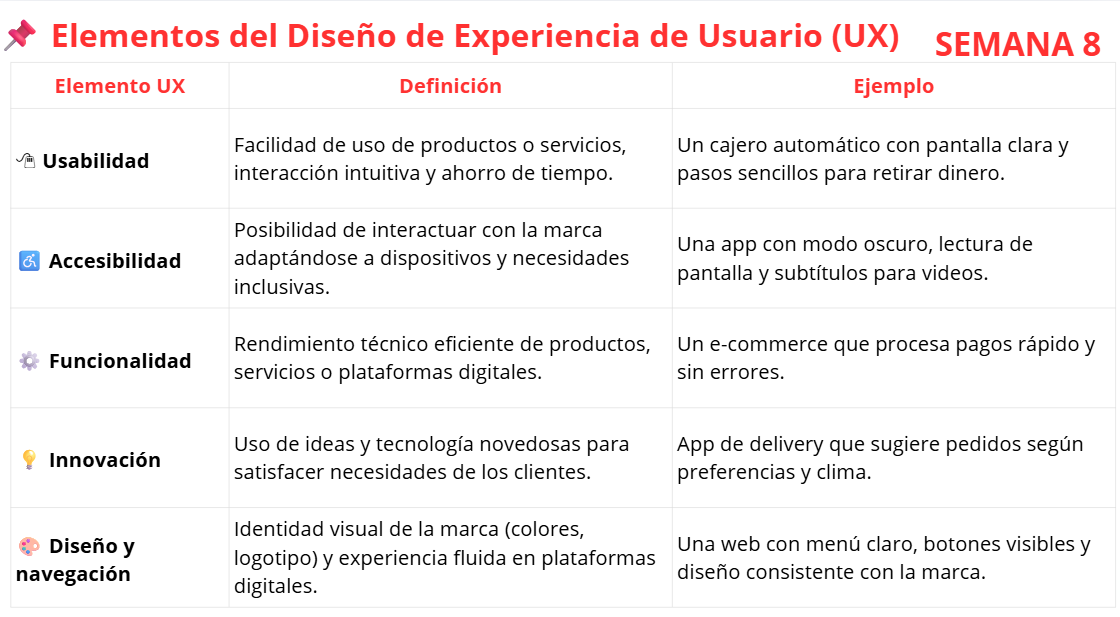 Elementos del Diseño de Experiencia de Usuario (UX)
SEMANA 8
Elemento UX
Definición
Ejemplo
Usabilidad
Facilidad de uso de productos o servicios,
interacción intuitiva y ahorro de tiempo.
Un cajero automático con pantalla clara y
pasos sencillos para retirar dinero.
Accesibilidad
Posibilidad de interactuar con la marca
adaptándose a dispositivos y necesidades
inclusivas.
Una app con modo oscuro, lectura de
pantalla y subtítulos para videos.
Funcionalidad
Rendimiento técnico eficiente de productos,
servicios o plataformas digitales.
Un e-commerce que procesa pagos rápido y
sin errores.
Innovación
Uso de ideas y tecnología novedosas para
satisfacer necesidades de los clientes.
App de delivery que sugiere pedidos según
preferencias y clima.
Diseño y
navegación
Identidad visual de la marca (colores,
logotipo) y experiencia fluida en plataformas
digitales.
Una web con menú claro, botones visibles y
diseño consistente con la marca.